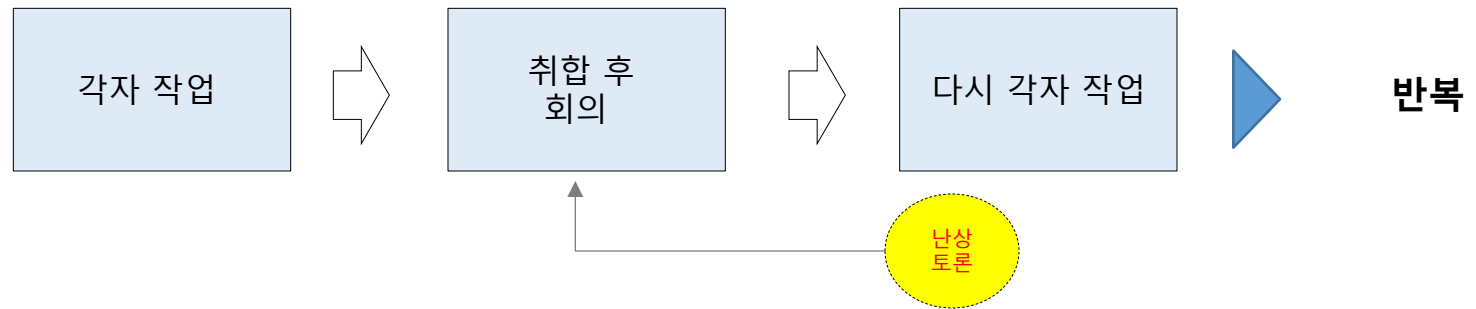 각자 작업
취합 후
회의
다시 각자 작업
반복
난상
토론